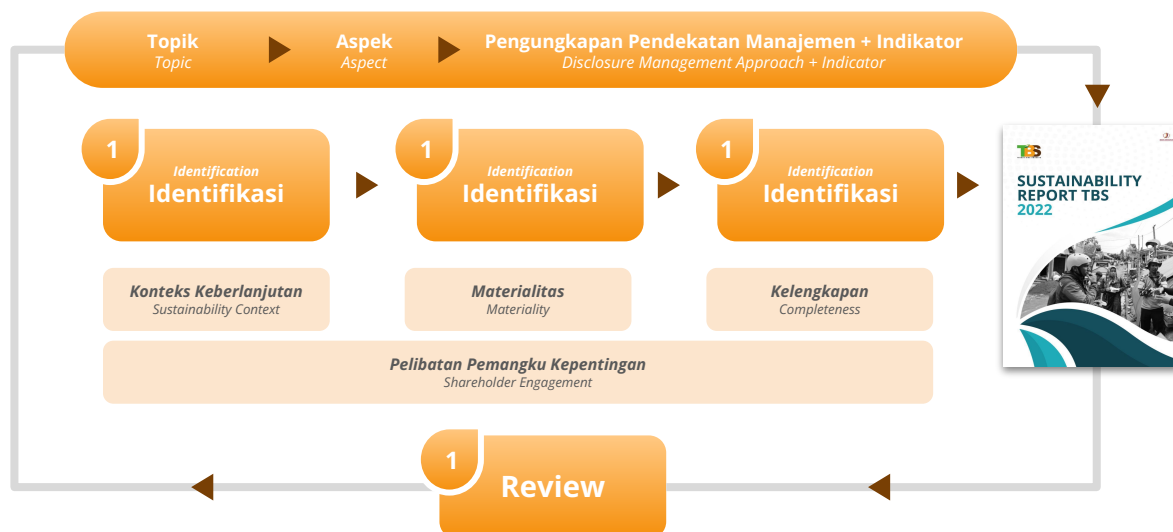 Topik
Topic
Aspek
Aspect
Pengungkapan Pendekatan Manajemen + Indikator
Disclosure Management Approach + Indicator
1
Identification
Identifikasi
1
Identification
Identifikasi
1
Identification
Identifikasi
TBS
SUSTAINABILITY
REPORT TBS
2022
Konteks Keberlanjutan
Sustainability Context
Materialitas
Materiality
Kelengkapan
Completeness
Pelibatan Pemangku Kepentingan
Shareholder Engagement
1
Review